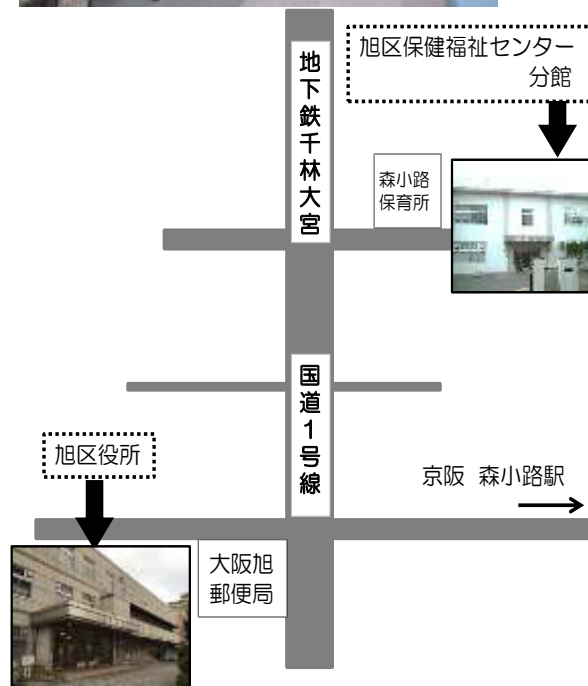 旭区保健福祉センター
分館
地下鉄千林大宮
森小路
保育所
国道1号線
旭区役所
京阪 森小路駅
大阪旭
郵便局